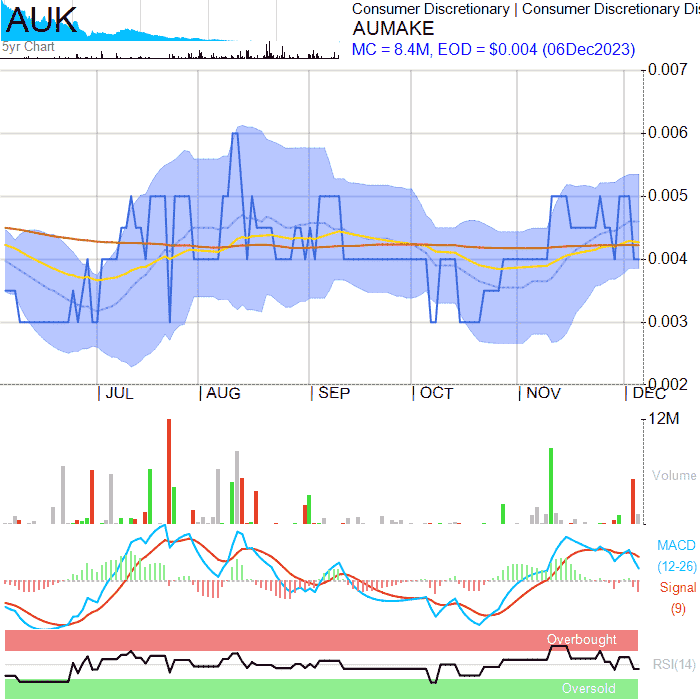 AUK
5yr Chart
Consumer Discretionary | Consumer Discretionary Dis
AUMAKE
MC = 8.4M, EOD = $0.004 (06Dec2023)
0.007
0.006
0.005
0.004
0.003
0.002
JUL
AUG
SEP
OCT
NOV
DEC
12M
Volume
MACD
(12-26)
Signal
(9)
Overbought
RSI(14)
Oversold